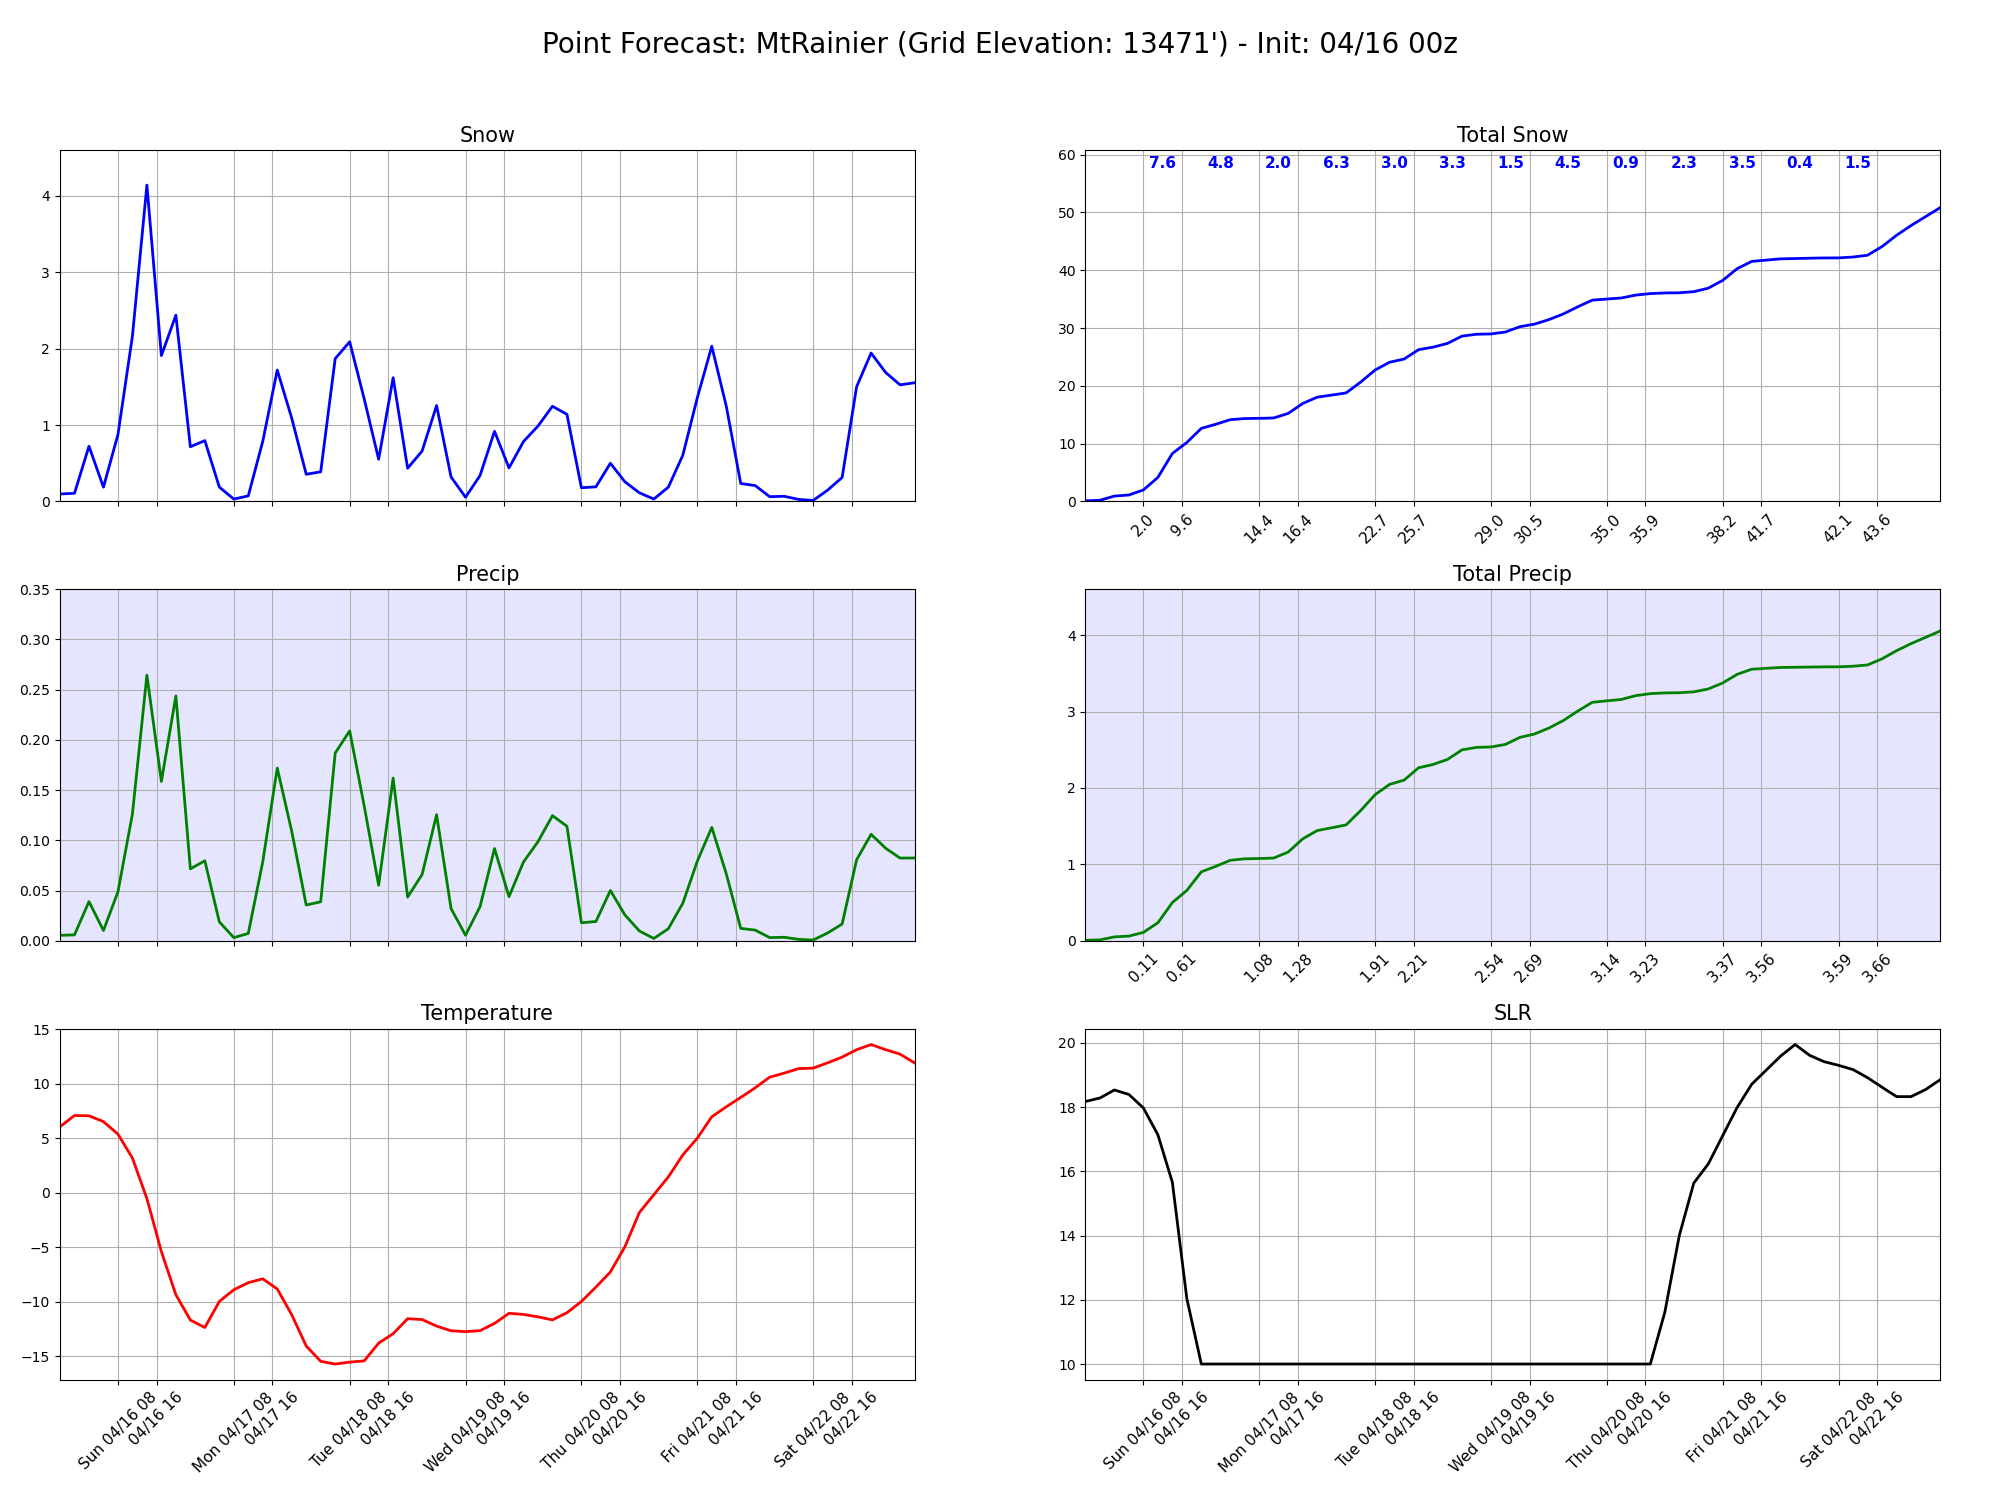 Point Forecast: MtRainier (Grid Elevation: 13471') - Init: 04/16 00z
Snow
4
3
2
1
0
Total Snow
7.6 4.8 2.0 6.3 3.0 3.3 1.5 4.5 0.9 2.3 3.5 0.4 1.5
60
50
40
30
20
10
0
2.0 9.6 14.4 16.4 22.7 25.7 29.0 30.5 35.0 35.9 38.2 41.7 42.1 43.6
Precip
0.35
0.30
0.25
0.20
0.15
0.10
0.05
0.00
Total Precip
4
3
2
1
0
0.11 0.61 1.08 1.28 1.91 2.21 2.54 2.69 3.14 3.23 3.37 3.56 3.59 3.66
Temperature
15
10
5
0
−5
−10
−15
Sun 04/16 08
04/16 16
Mon 04/17 08
04/17 16
Tue 04/18 08
04/18 16
Wed 04/19 08
04/19 16
Thu 04/20 08
04/20 16
Fri 04/21 08
04/21 16
Sat 04/22 08
04/22 16
SLR
20
18
16
14
12
10
Sun 04/16 08
04/16 16
Mon 04/17 08
04/17 16
Tue 04/18 08
04/18 16
Wed 04/19 08
04/19 16
Thu 04/20 08
04/20 16
Fri 04/21 08
04/21 16
Sat 04/22 08
04/22 16